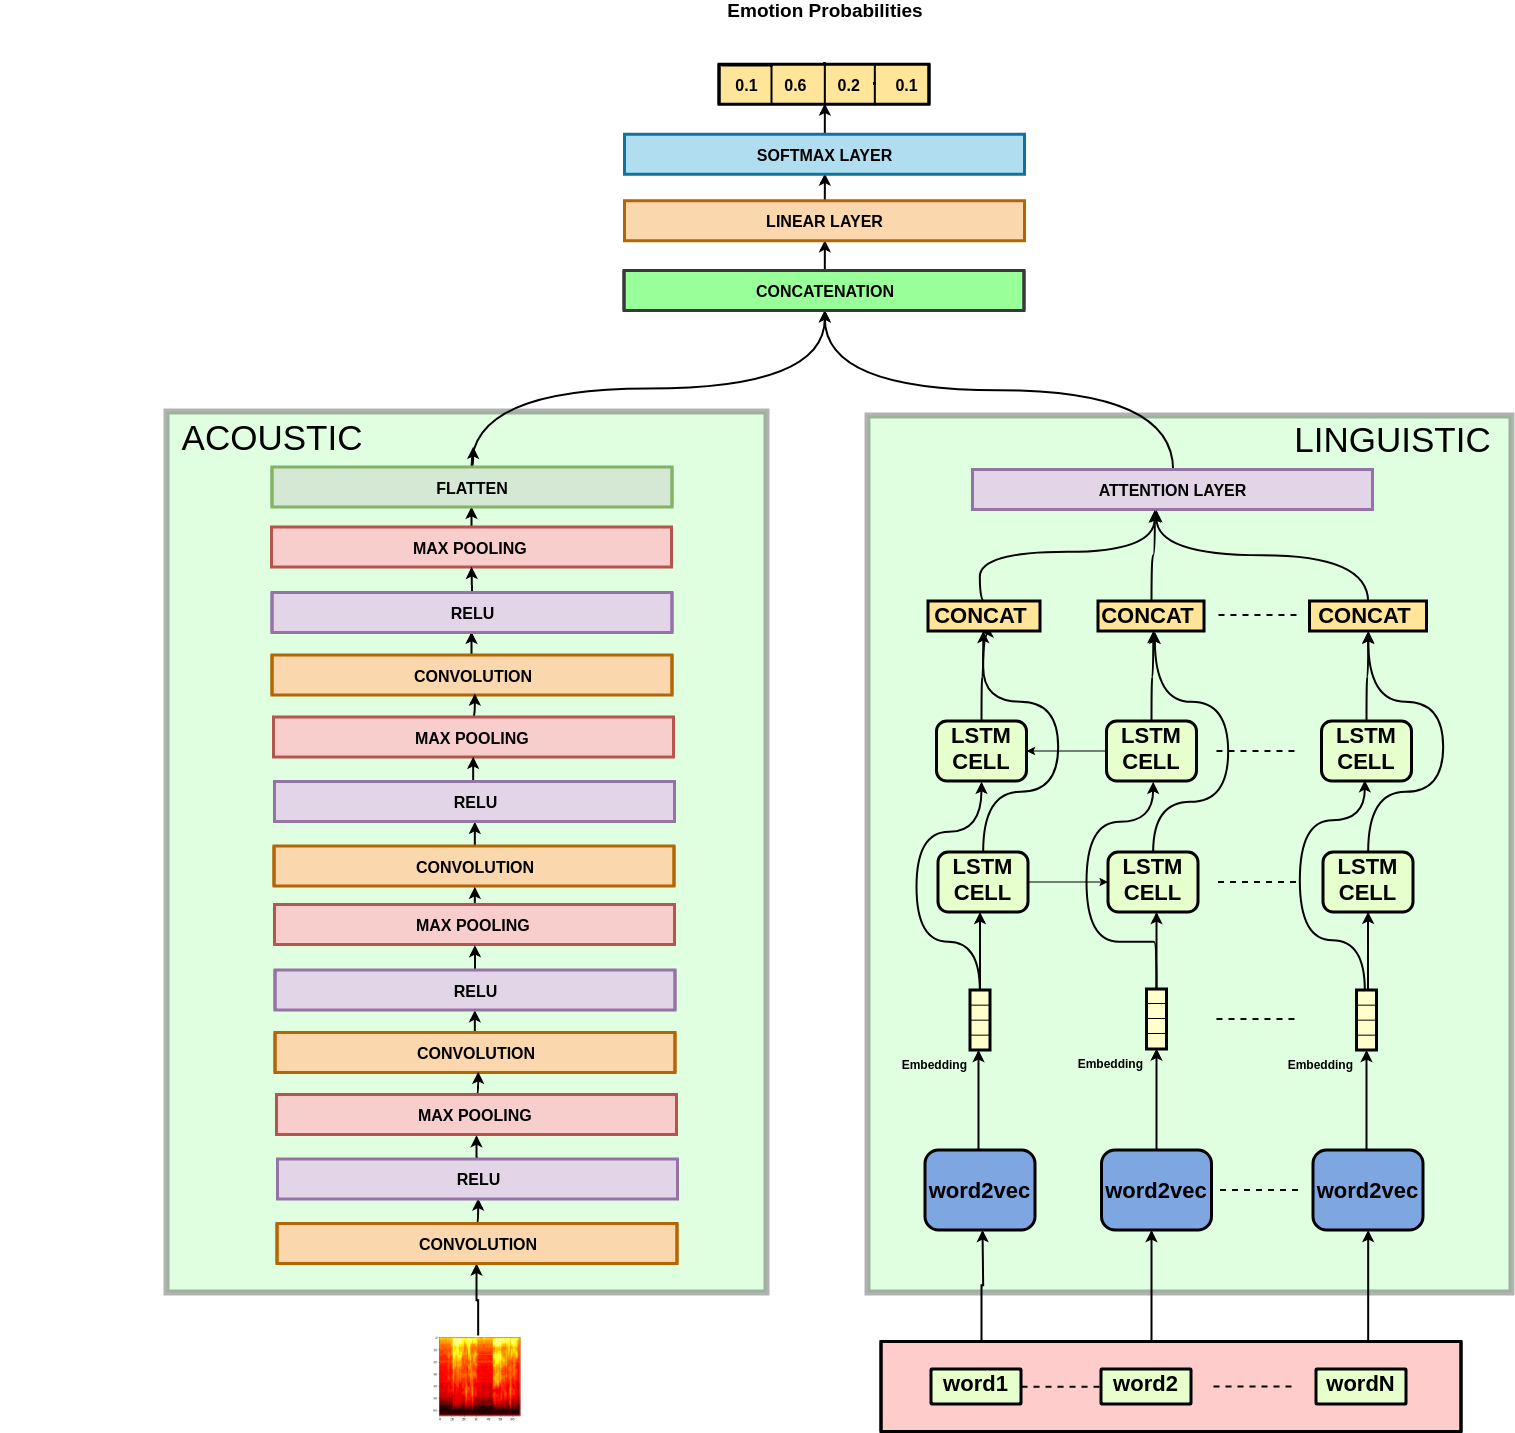 Emotion Probabilities
0.1 0.6 0.2 0.1
SOFTMAX LAYER
LINEAR LAYER
CONCATENATION
ACOUSTIC
FLATTEN
MAX POOLING
RELU
CONVOLUTION
MAX POOLING
RELU
CONVOLUTION
MAX POOLING
RELU
CONVOLUTION
MAX POOLING
RELU
CONVOLUTION
LINGUISTIC
ATTENTION LAYER
CONCAT CONCAT CONCAT
LSTM CELL LSTM CELL LSTM CELL
LSTM CELL LSTM CELL LSTM CELL
Embedding Embedding Embedding
word2vec word2vec word2vec
word1 word2 wordN